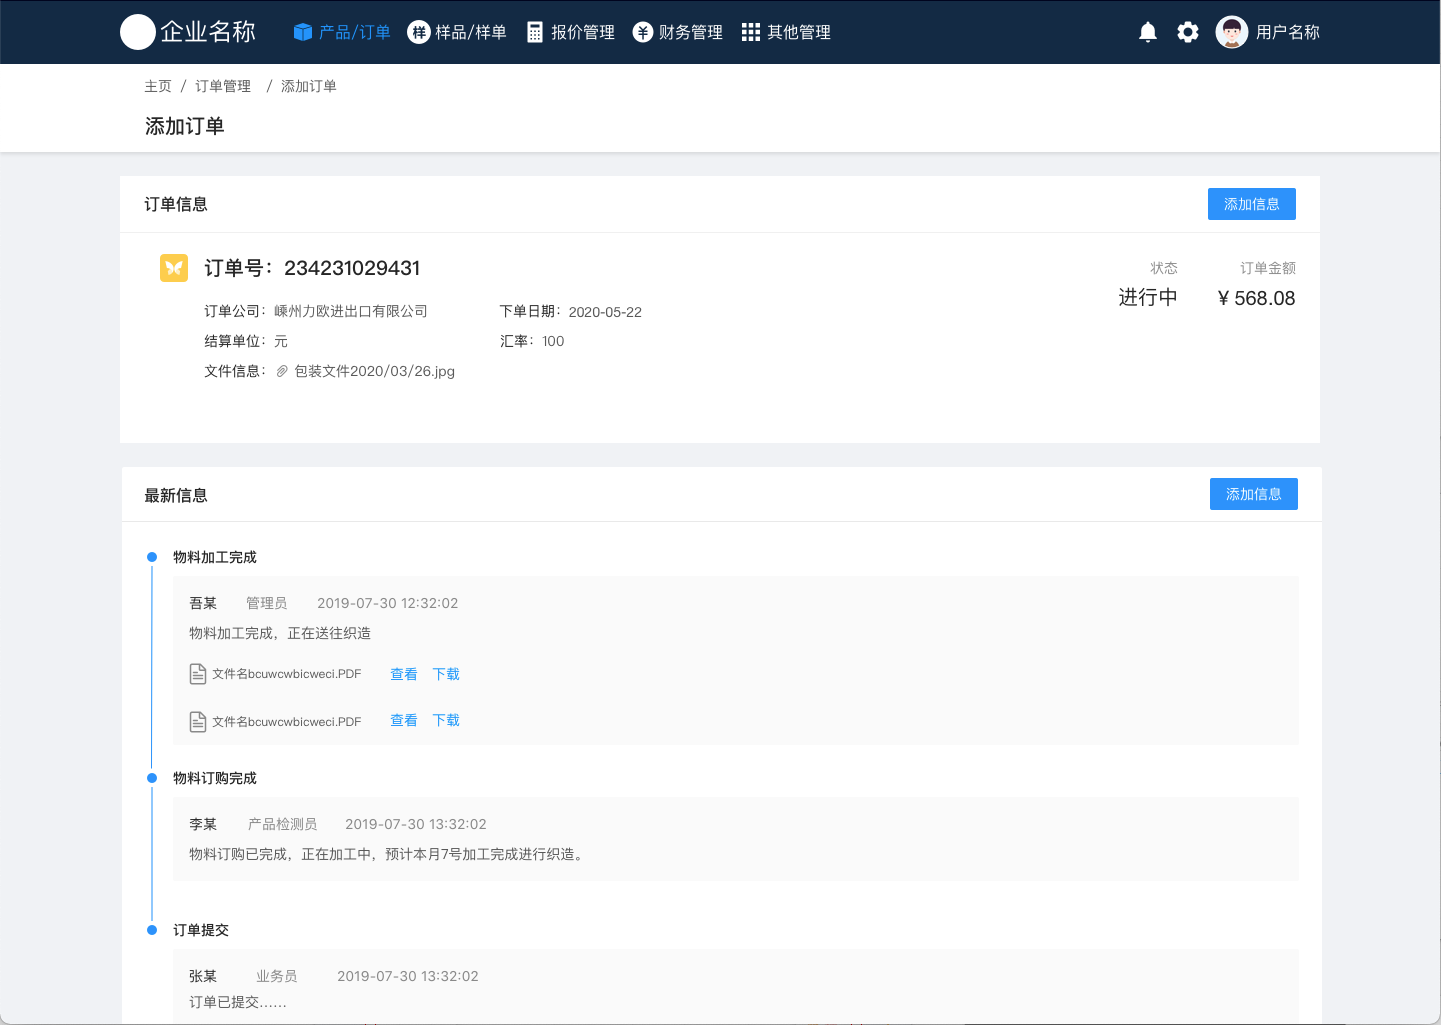 企业名称 产品/订单 样 样品/样单 报价管理 ¥ 财务管理 其他管理 用户名称
主页 / 订单管理 / 添加订单
添加订单
订单信息 添加信息
订单号：234231029431 状态 订单金额
进行中 ¥ 568.08
订单公司：嵊州力欧进出口有限公司 下单日期：2020-05-22
结算单位：元 汇率：100
文件信息：包装文件2020/03/26.jpg
最新信息 添加信息
物料加工完成
吾某 管理员 2019-07-30 12:32:02
物料加工完成，正在送往织造
文件名bcuwcwbicweci.PDF 查看 下载
文件名bcuwcwbicweci.PDF 查看 下载
物料订购完成
李某 产品检测员 2019-07-30 13:32:02
物料订购已完成，正在加工中，预计本月7号加工完成进行织造。
订单提交
张某 业务员 2019-07-30 13:32:02
订单已提交……